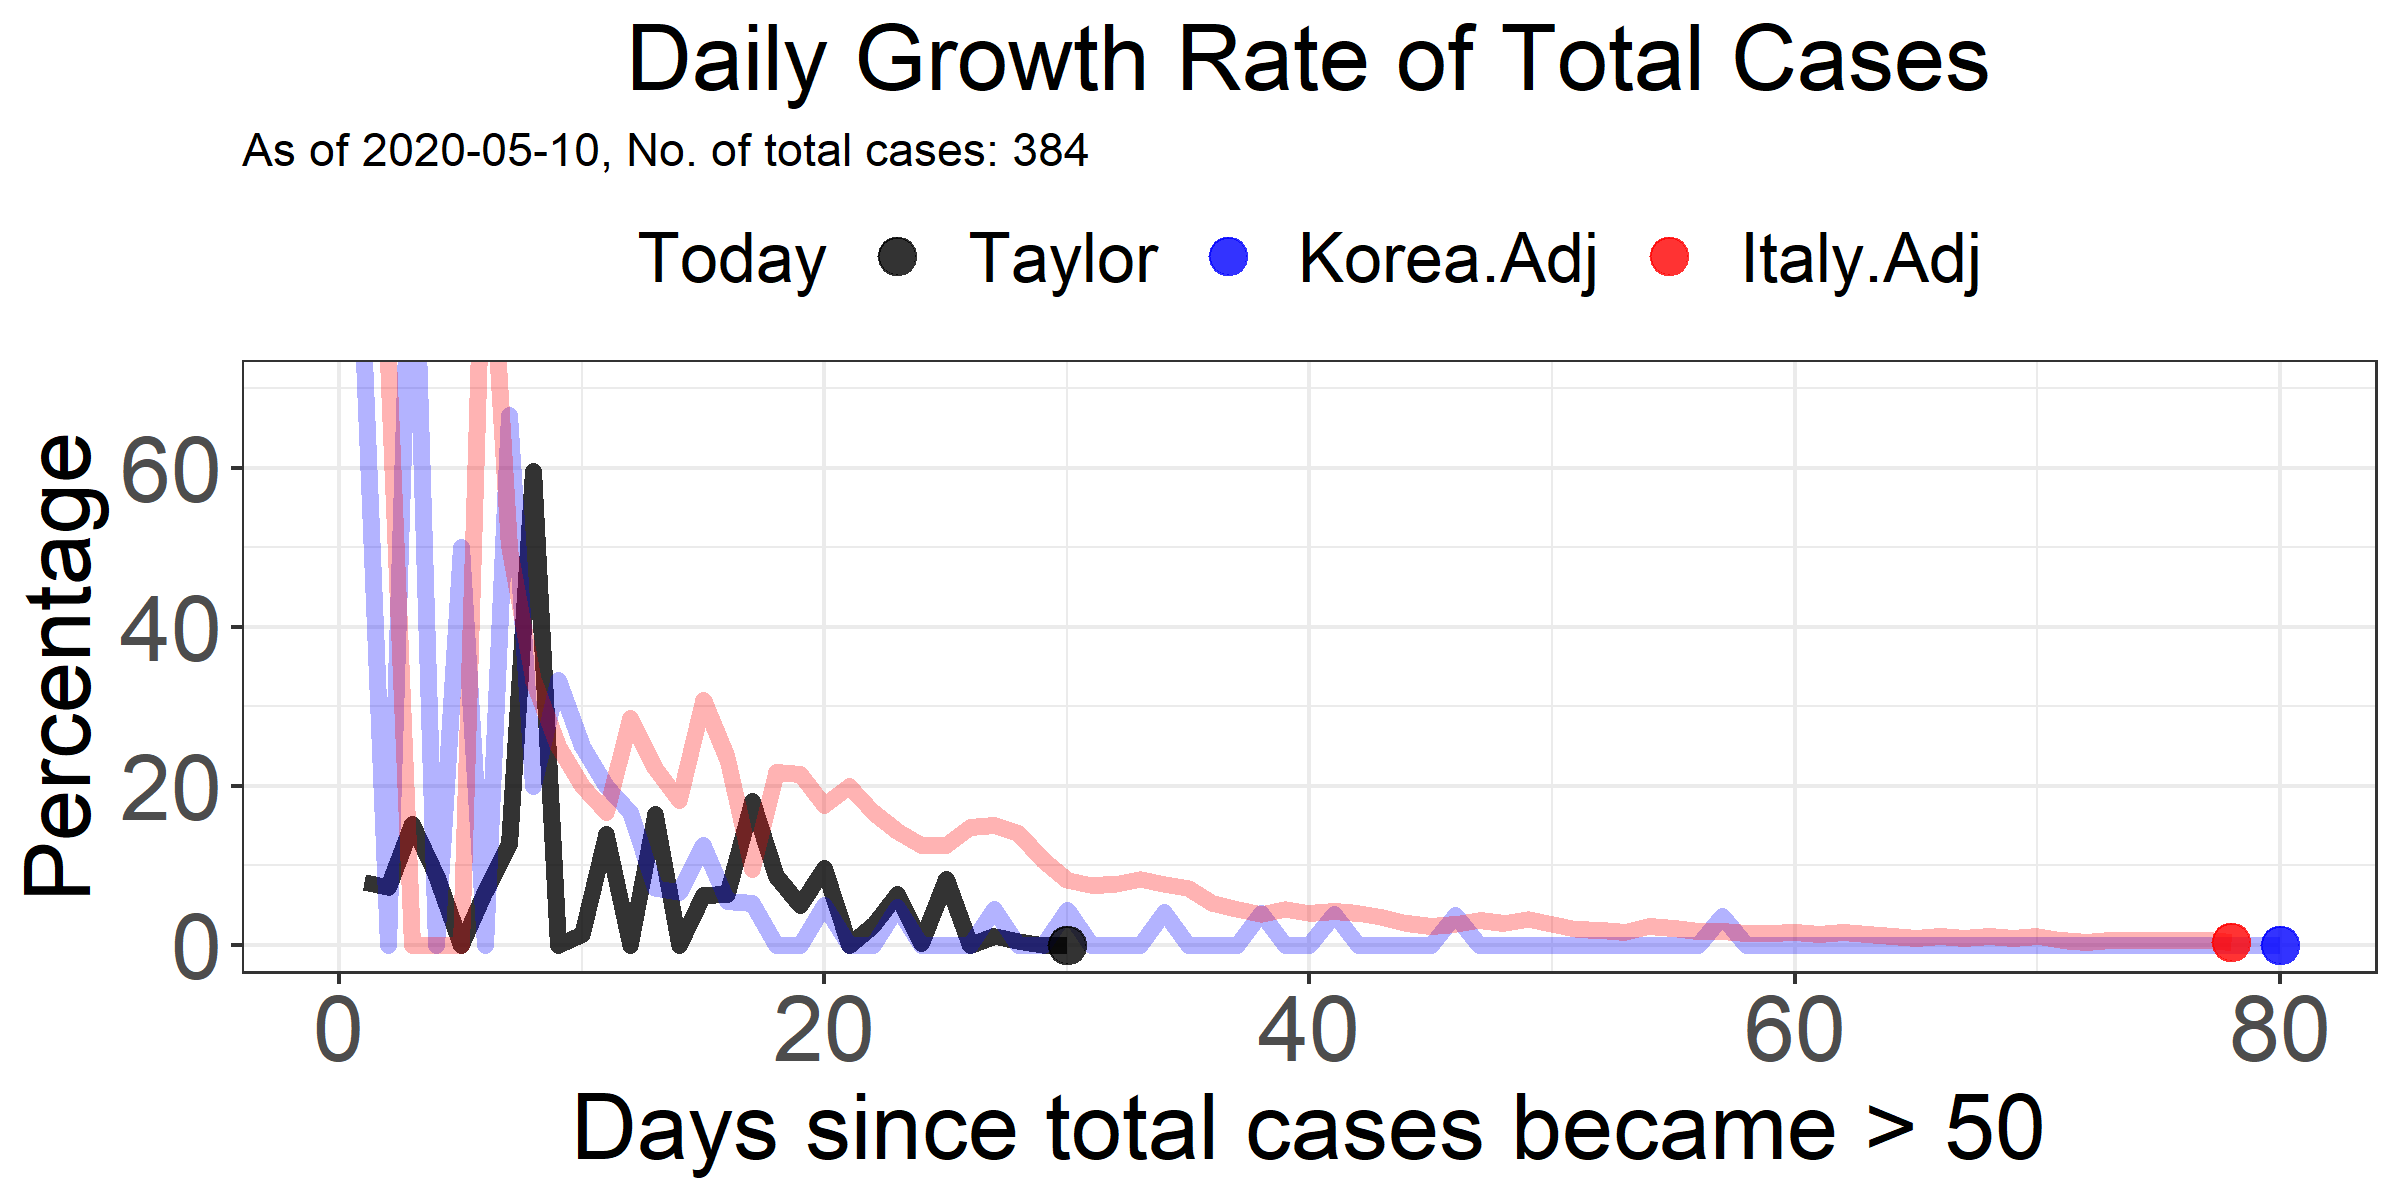 Daily Growth Rate of Total Cases
As of 2020-05-10, No. of total cases: 384
Today Taylor Korea.Adj Italy.Adj
Percentage
60
40
20
0
0 20 40 60 80
Days since total cases became > 50